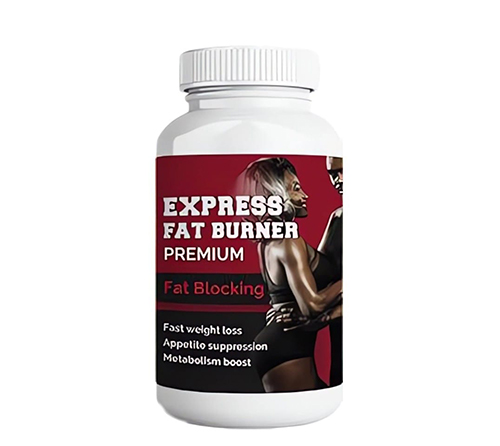 EXPRESS
FAT BURNER
PREMIUM
Fat Blocking
Fast weight loss
Appetite suppression
Metabolism boost